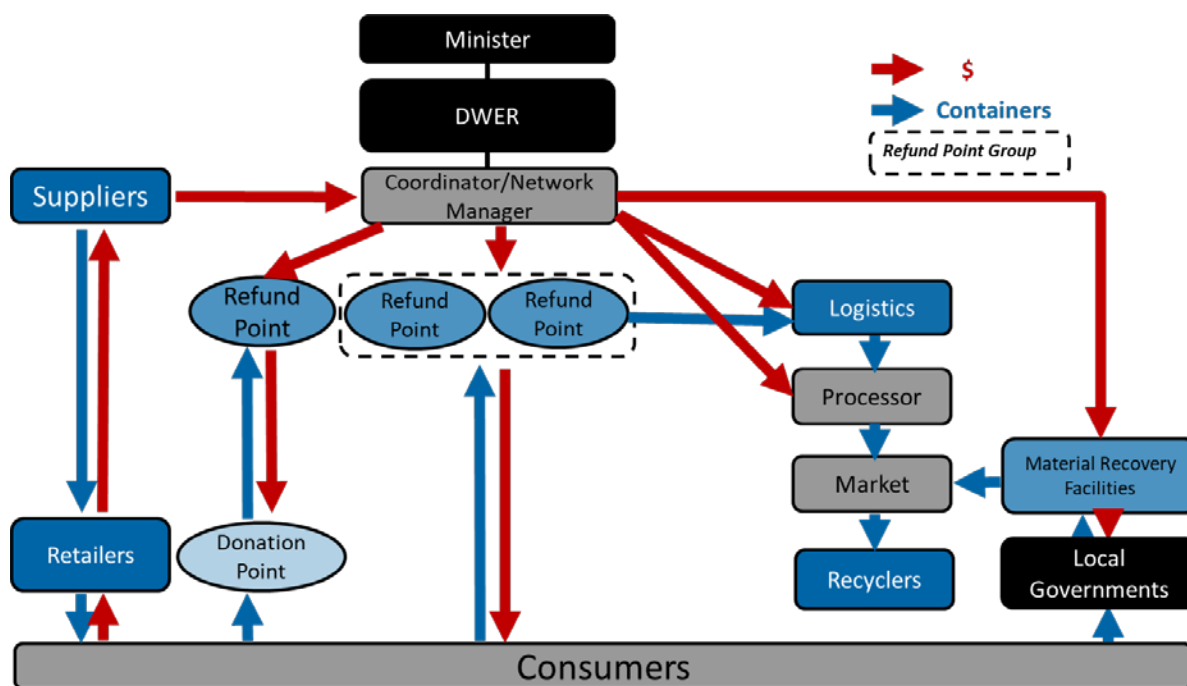 Minister
$
DWER
Containers
Refund Point Group
Suppliers
Coordinator/Network
Manager
Refund
Point
Refund
Point
Refund
Point
Logistics
Processor
Market
Material Recovery
Facilities
Retailers
Donation
Point
Recyclers
Local
Governments
Consumers